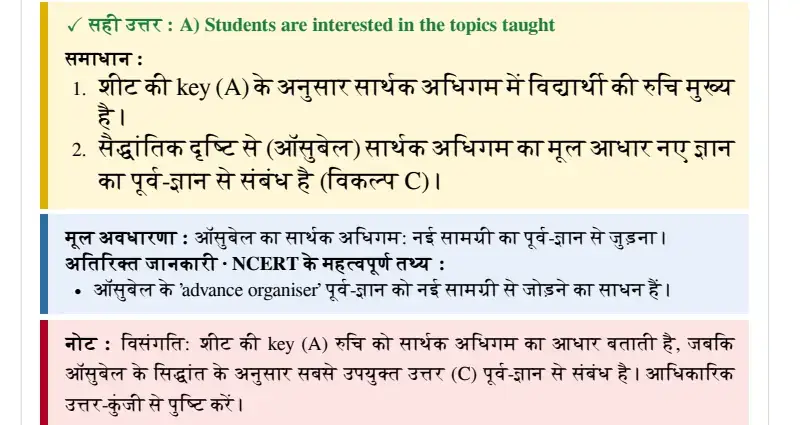 ✓ सही उत्तर : A) Students are interested in the topics taught
समाधान :
1. शीट की key (A) के अनुसार सार्थक अधिगम में विद्यार्थी की रुचि मुख्य
है।
2. सैद्धांतिक दृष्टि से (ऑसुबेल) सार्थक अधिगम का मूल आधार नए ज्ञान
का पूर्व-ज्ञान से संबंध है (विकल्प C)।
मूल अवधारणा : ऑसुबेल का सार्थक अधिगम: नई सामग्री का पूर्व-ज्ञान से जुड़ना।
अतिरिक्त जानकारी · NCERT के महत्वपूर्ण तथ्य :
• ऑसुबेल के 'advance organiser' पूर्व-ज्ञान को नई सामग्री से जोड़ने का साधन हैं।
नोट : विसंगति: शीट की key (A) रुचि को सार्थक अधिगम का आधार बताती है, जबकि
ऑसुबेल के सिद्धांत के अनुसार सबसे उपयुक्त उत्तर (C) पूर्व-ज्ञान से संबंध है। आधिकारिक
उत्तर-कुंजी से पुष्टि करें।